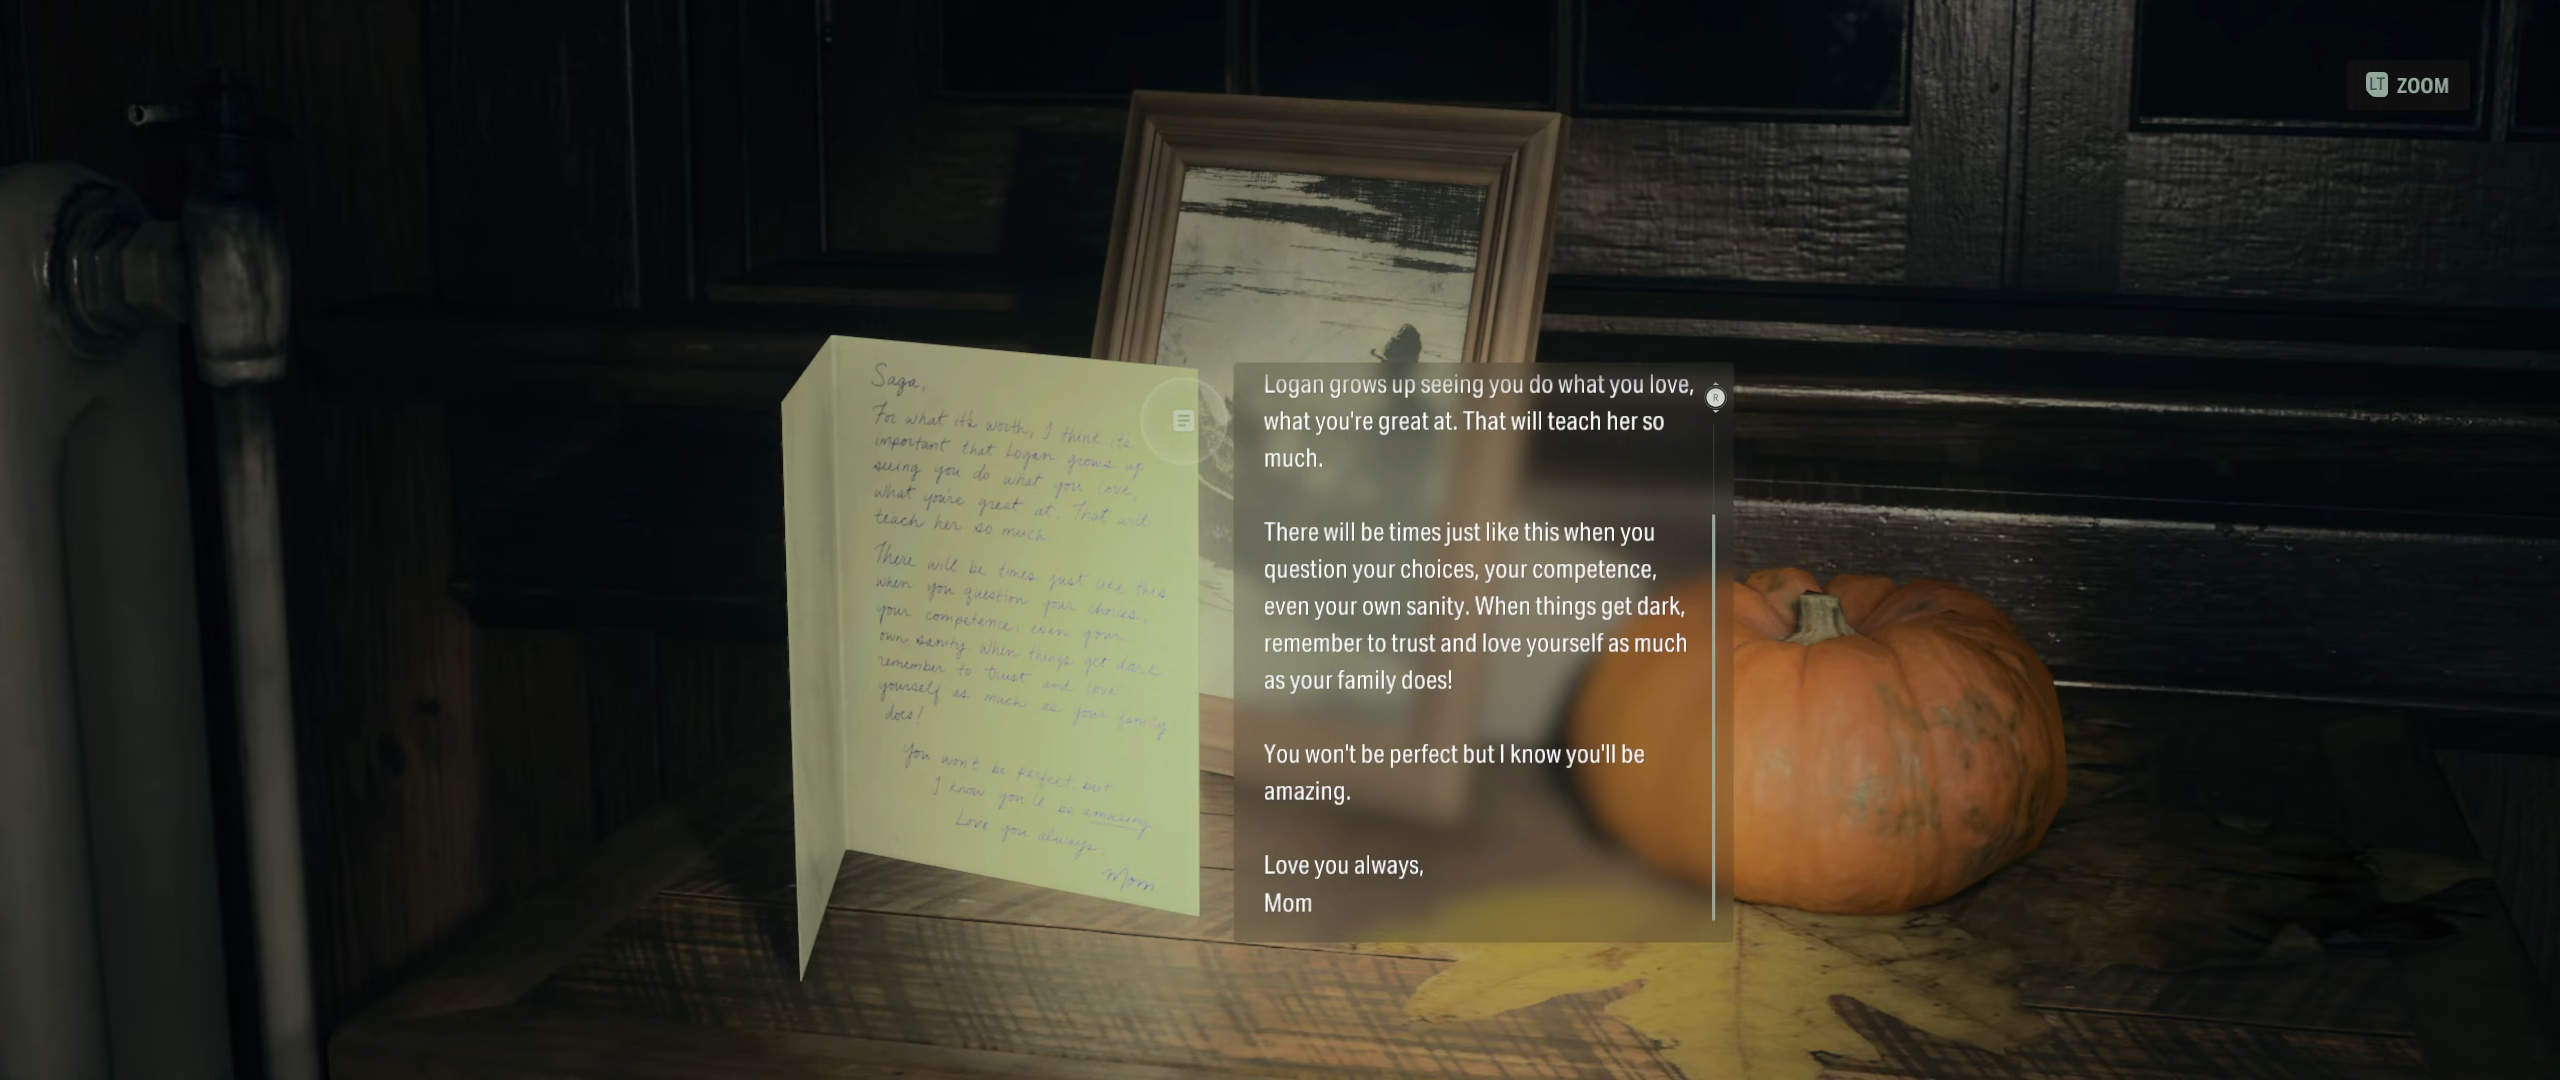 LT ZOOM
Saga,
For what it's worth, I think it's
important that Logan grows up
seeing you do what you love,
what you're great at. That will
teach her so much
There will be times just like this
when you question your choices,
your competence, even your
own sanity. When things get dark
remember to trust and love
yourself as much as your family
does!
You won't be perfect but
I know you'll be amazing
Love you always,
Mom
Logan grows up seeing you do what you love,
what you're great at. That will teach her so
much.
There will be times just like this when you
question your choices, your competence,
even your own sanity. When things get dark,
remember to trust and love yourself as much
as your family does!
You won't be perfect but I know you'll be
amazing.
Love you always,
Mom
R